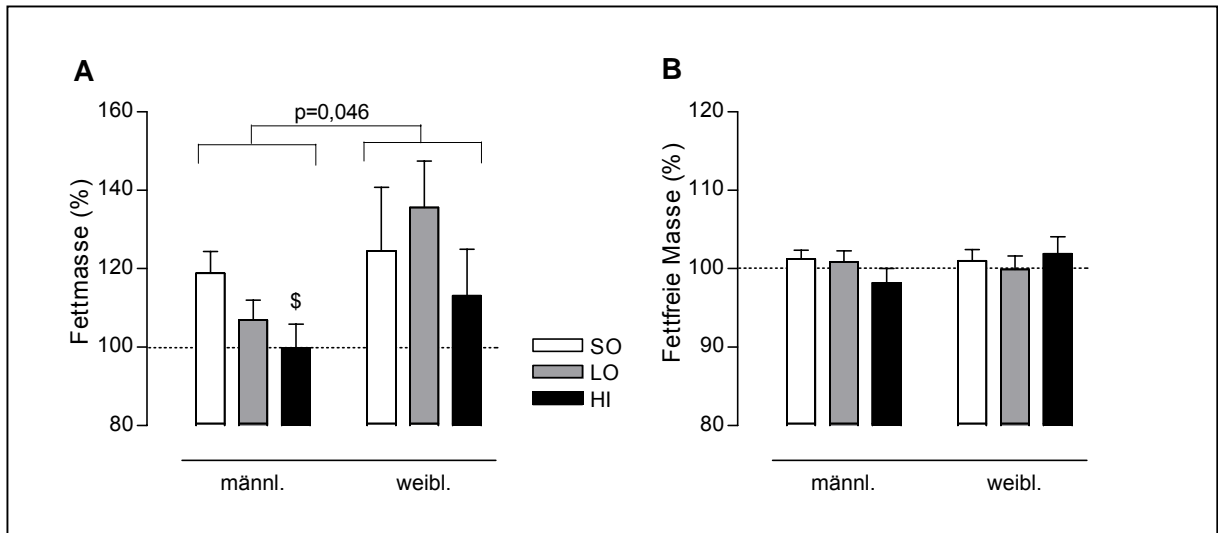 A
Fettmasse (%)
160
140
120
100
80
p=0,046
$
männl.
weibl.
SO
LO
HI
B
Fettfreie Masse (%)
120
110
100
90
80
männl.
weibl.